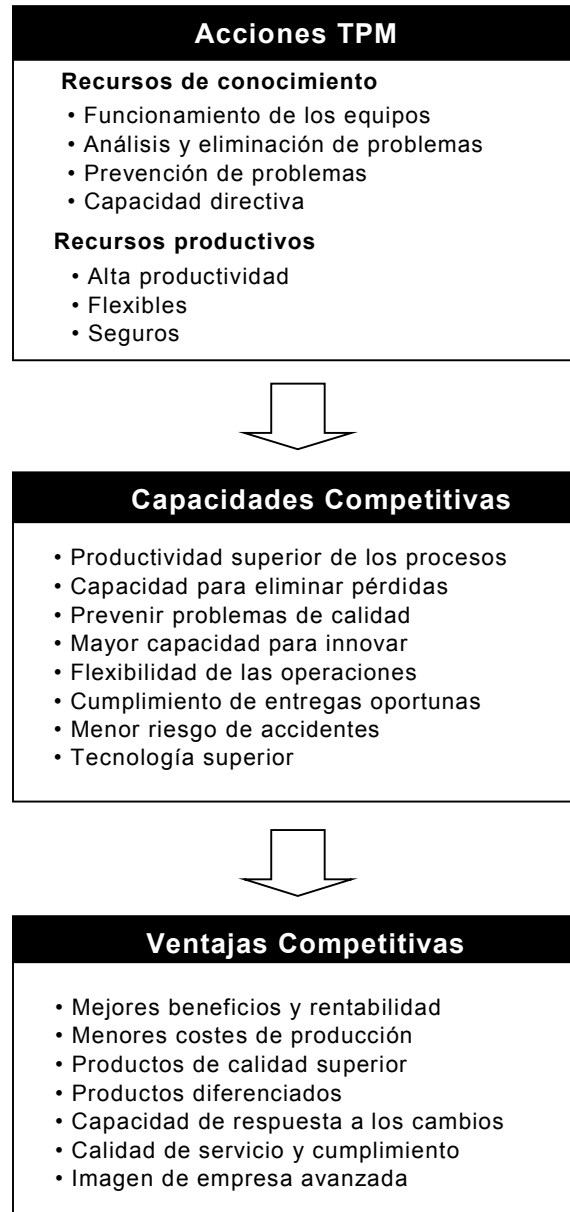 Acciones TPM
Recursos de conocimiento
• Funcionamiento de los equipos
• Análisis y eliminación de problemas
• Prevención de problemas
• Capacidad directiva
Recursos productivos
• Alta productividad
• Flexibles
• Seguros
Capacidades Competitivas
• Productividad superior de los procesos
• Capacidad para eliminar pérdidas
• Prevenir problemas de calidad
• Mayor capacidad para innovar
• Flexibilidad de las operaciones
• Cumplimiento de entregas oportunas
• Menor riesgo de accidentes
• Tecnología superior
Ventajas Competitivas
• Mejores beneficios y rentabilidad
• Menores costes de producción
• Productos de calidad superior
• Productos diferenciados
• Capacidad de respuesta a los cambios
• Calidad de servicio y cumplimiento
• Imagen de empresa avanzada